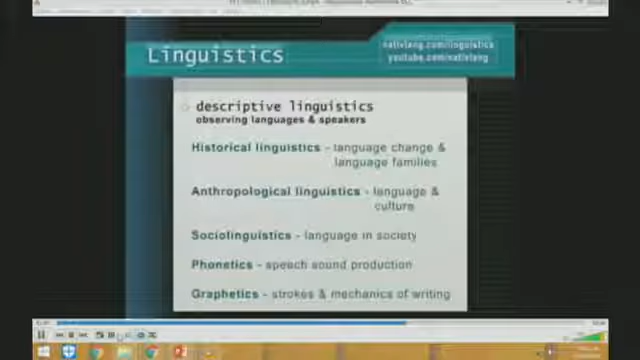 Linguistics
nativlang.com/linguistics
youtube.com/nativlang
descriptive linguistics
observing languages & speakers
Historical linguistics - language change &
language families
Anthropological linguistics - language &
culture
Sociolinguistics - language in society
Phonetics - speech sound production
Graphetics - strokes & mechanics of writing